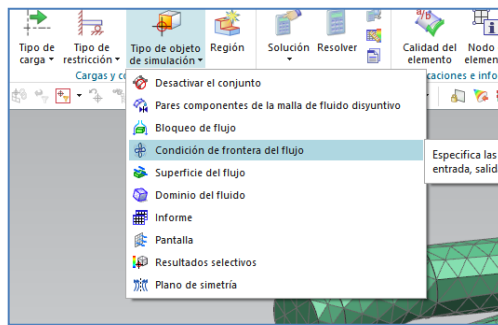 Tipo de carga
Tipo de restricción
Tipo de objeto de simulación
Región
Solución
Resolver
Calidad del elemento
Nodo
elemen
Cargas y co
caciones e info
Desactivar el conjunto
Pares componentes de la malla de fluido disyuntivo
Bloqueo de flujo
Condición de frontera del flujo
Especifica las
entrada, salid
Superficie del flujo
Dominio del fluido
Informe
Pantalla
Resultados selectivos
Plano de simetría